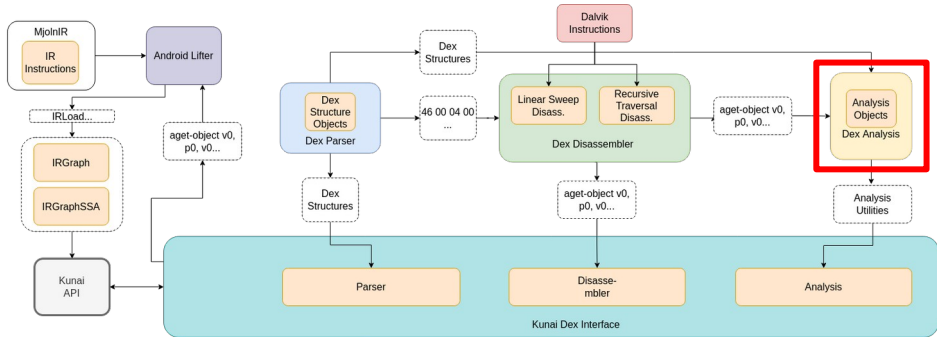 MjolnIR
IR
Instructions
Android Lifter
IRLoad...
IRGraph
IRGraphSSA
Kunai
API
aget-object v0,
p0, v0...
Dex
Structures
Dalvik
Instructions
Dex
Structure
Objects
Dex Parser
46 00 04 00
...
Linear Sweep
Disass.
Recursive
Traversal
Disass.
Dex Disassembler
aget-object v0,
p0, v0...
Analysis
Objects
Dex Analysis
Dex
Structures
aget-object v0,
p0, v0...
Analysis
Utilities
Parser
Disasse-
mbler
Analysis
Kunai Dex Interface